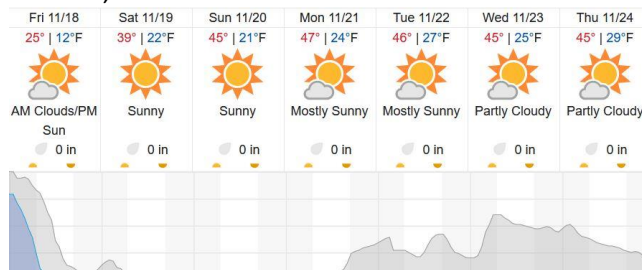 Fri 11/18 Sat 11/19 Sun 11/20 Mon 11/21 Tue 11/22 Wed 11/23 Thu 11/24
25° | 12°F 39° | 22°F 45° | 21°F 47° | 24°F 46° | 27°F 45° | 25°F 45° | 29°F
AM Clouds/PM Sunny Sunny Mostly Sunny Mostly Sunny Partly Cloudy Partly Cloudy
Sun
0 in 0 in 0 in 0 in 0 in 0 in 0 in